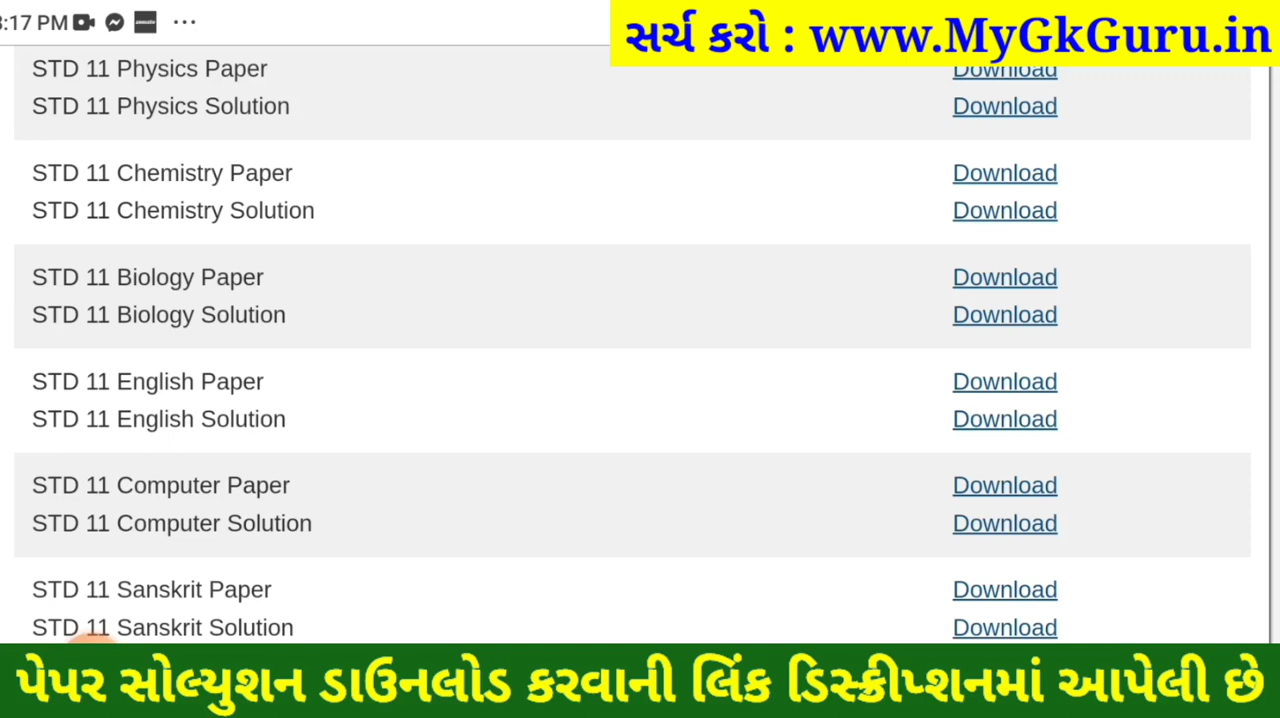 8:17 PM
સર્ચ કરો : www.MyGkGuru.in
STD 11 Physics Paper Download
STD 11 Physics Solution Download
STD 11 Chemistry Paper Download
STD 11 Chemistry Solution Download
STD 11 Biology Paper Download
STD 11 Biology Solution Download
STD 11 English Paper Download
STD 11 English Solution Download
STD 11 Computer Paper Download
STD 11 Computer Solution Download
STD 11 Sanskrit Paper Download
STD 11 Sanskrit Solution Download
પેપર સોલ્યુશન ડાઉનલોડ કરવાની લિંક ડિસ્ક્રીપ્શનમાં આપેલી છે